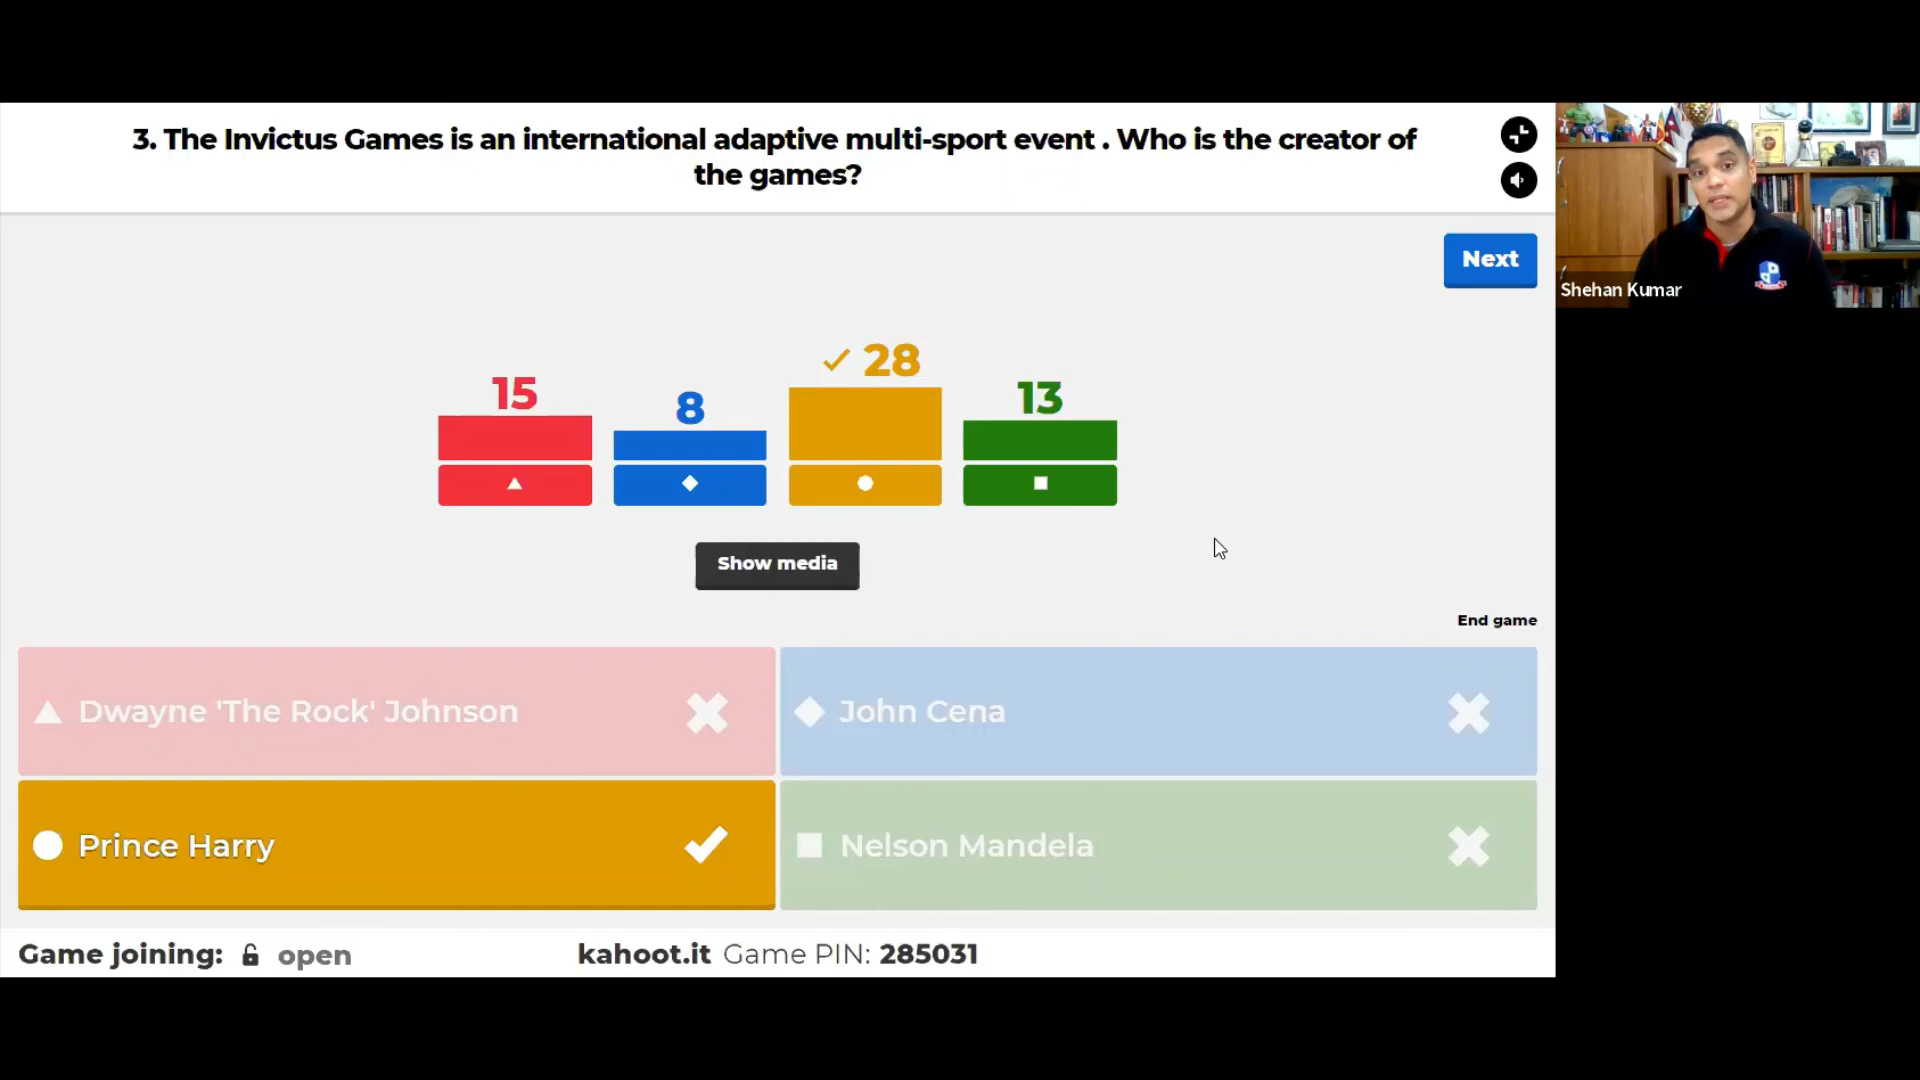 3. The Invictus Games is an international adaptive multi-sport event . Who is the creator of
the games?
Next
Shehan Kumar
15
8
28
13
Show media
End game
Dwayne 'The Rock' Johnson
John Cena
Prince Harry
Nelson Mandela
Game joining: open
kahoot.it Game PIN: 285031